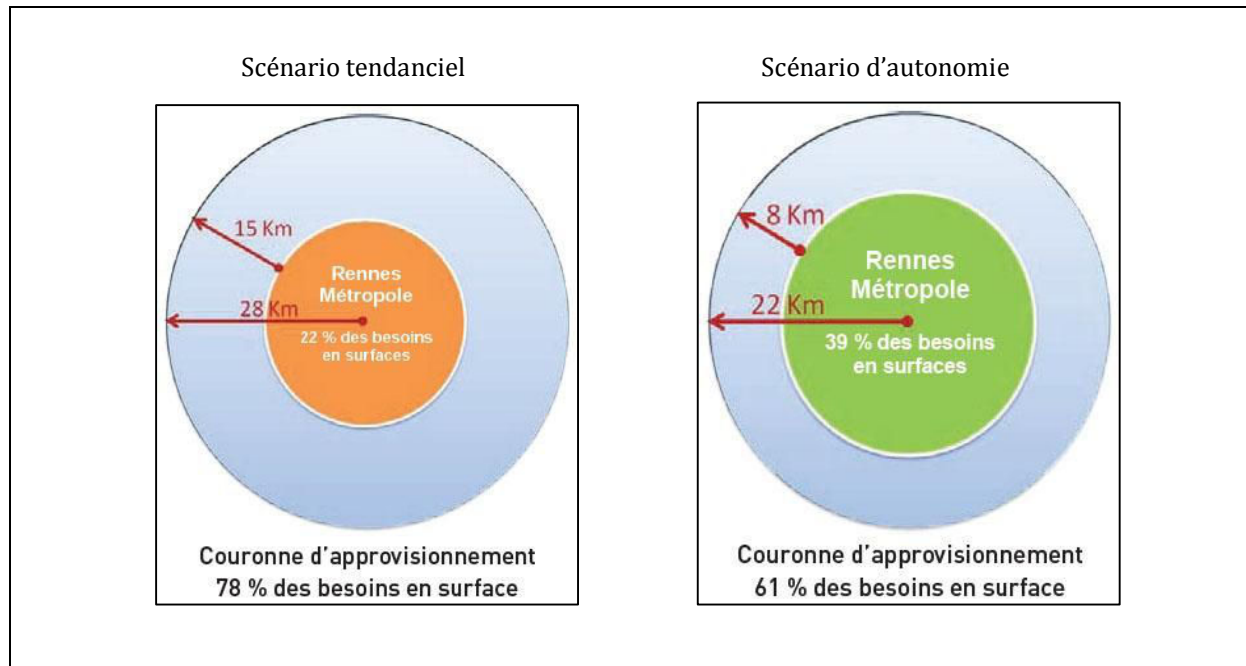 Scénario tendanciel
15 Km
Rennes
Métropole
28 Km
22 % des besoins
en surfaces
Couronne d'approvisionnement
78 % des besoins en surface
Scénario d’autonomie
8 Km
Rennes
Métropole
22 Km
39 % des besoins
en surfaces
Couronne d'approvisionnement
61 % des besoins en surface